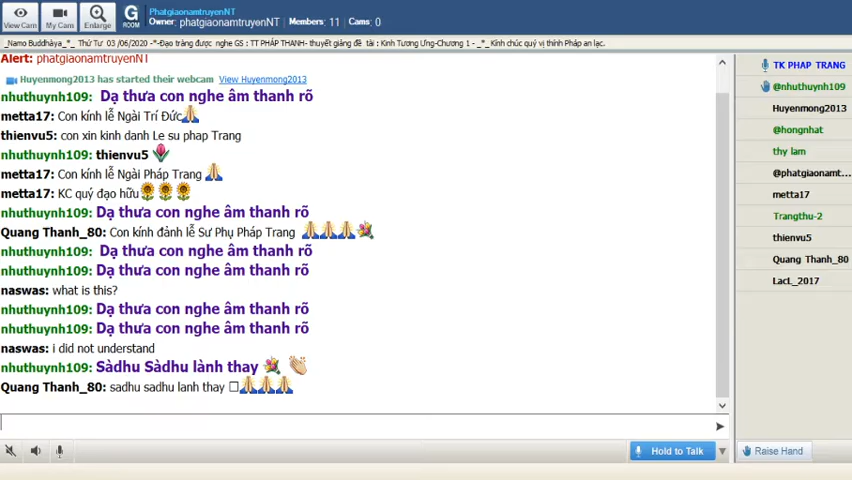 PhatgiaonamtruyenNT
Owner: phatgiaonamtruyenNT Members: 11 Cams: 0
View Cam
My Cam
Enlarge
G
ROOM
_Namo Buddhàya_*_ Thứ Tư 03 /06/2020 -*-Đạo tràng được nghe GS : TT PHÁP THANH- thuyết giảng đề tài : Kinh Tương Ưng-Chương 1 - _*_ Kính chúc quý vị thính Pháp an lạc.
Alert: phatgiaonamtruyenNT
Huyenmong2013 has started their webcam View Huyenmong2013
nhuthuynh109: Dạ thưa con nghe âm thanh rõ
metta17: Con kính lễ Ngài Trí Đức
thienvu5: con xin kinh danh Le su phap Trang
nhuthuynh109: thienvu5
metta17: Con kính lễ Ngài Pháp Trang
metta17: KC quý đạo hữu
nhuthuynh109: Dạ thưa con nghe âm thanh rõ
Quang Thanh_80: Con kính đảnh lễ Sư Phụ Pháp Trang
nhuthuynh109: Dạ thưa con nghe âm thanh rõ
nhuthuynh109: Dạ thưa con nghe âm thanh rõ
naswas: what is this?
nhuthuynh109: Dạ thưa con nghe âm thanh rõ
nhuthuynh109: Dạ thưa con nghe âm thanh rõ
naswas: i did not understand
nhuthuynh109: Sàdhu Sàdhu lành thay
Quang Thanh_80: sadhu sadhu lanh thay
Hold to Talk
TK PHAP TRANG
@nhuthuynh109
Huyenmong2013
@hongnhat
thy lam
@phatgiaonamt...
metta17
Trangthu-2
thienvu5
Quang Thanh_80
LacL_2017
Raise Hand